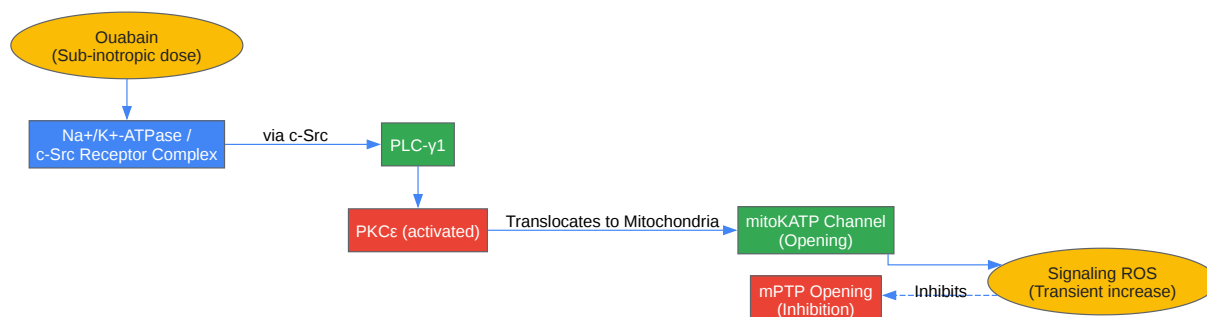 Ouabain
(Sub-inotropic dose)
Na+/K+-ATPase /
c-Src Receptor Complex
via c-Src
PLC-γ1
PKCε (activated)
Translocates to Mitochondria
mitoKATP Channel
(Opening)
Signaling ROS
(Transient increase)
Inhibits
mPTP Opening
(Inhibition)